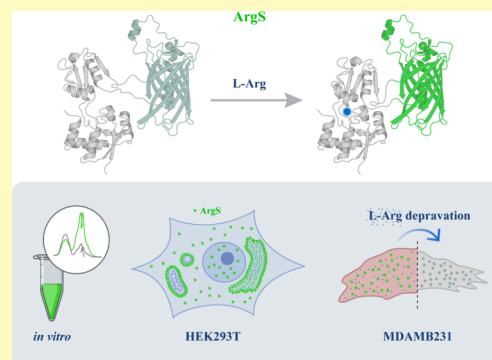 ArgS
L-Arg
ArgS
L-Arg depravation
in vitro
HEK293T
MDAMB231